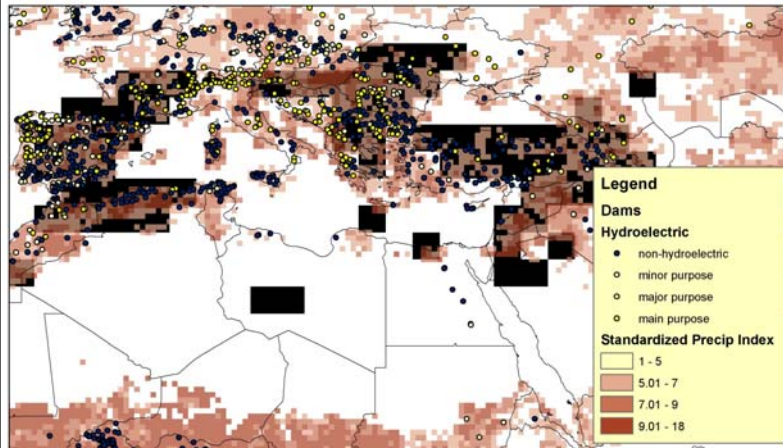 Legend
Dams
Hydroelectric
non-hydroelectric
minor purpose
major purpose
main purpose
Standardized Precip Index
1 - 5
5.01 - 7
7.01 - 9
9.01 - 18